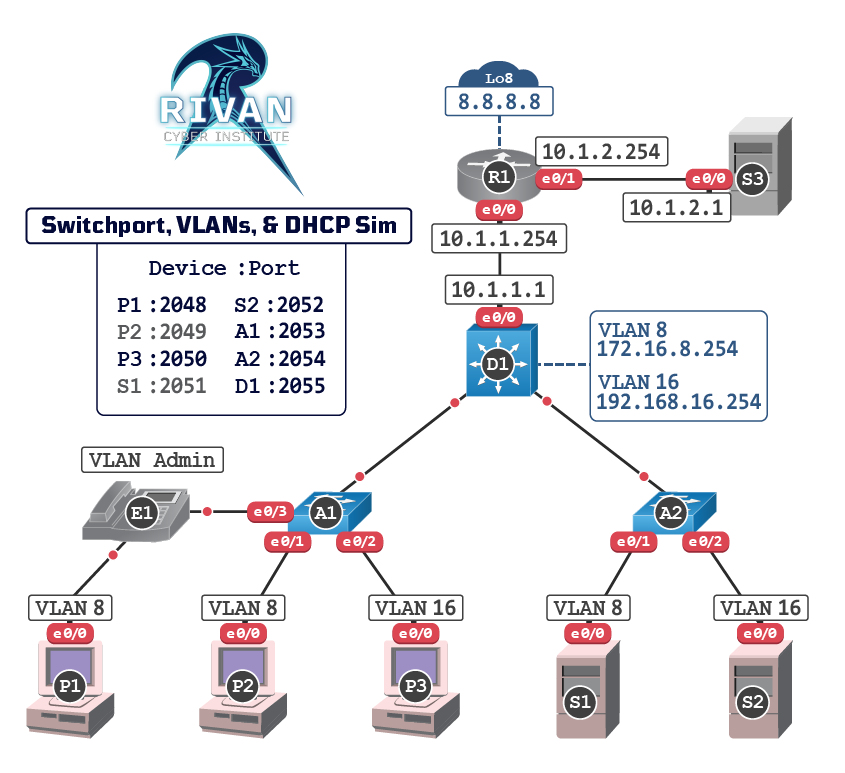 RIVAN
CYBER INSTITUTE
Switchport, VLANs, & DHCP Sim
Device :Port
P1 :2048 S2 :2052
P2 :2049 A1 :2053
P3 :2050 A2 :2054
S1 :2051 D1 :2055
Lo8
8.8.8.8
R1
10.1.2.254
e0/1
e0/0
S3
10.1.2.1
e0/0
10.1.1.254
10.1.1.1
e0/0
D1
VLAN 8
172.16.8.254
VLAN 16
192.168.16.254
VLAN Admin
E1
e0/3
A1
A2
e0/1
e0/2
e0/1
e0/2
VLAN 8
VLAN 8
VLAN 16
VLAN 8
VLAN 16
e0/0
e0/0
e0/0
e0/0
e0/0
P1
P2
P3
S1
S2